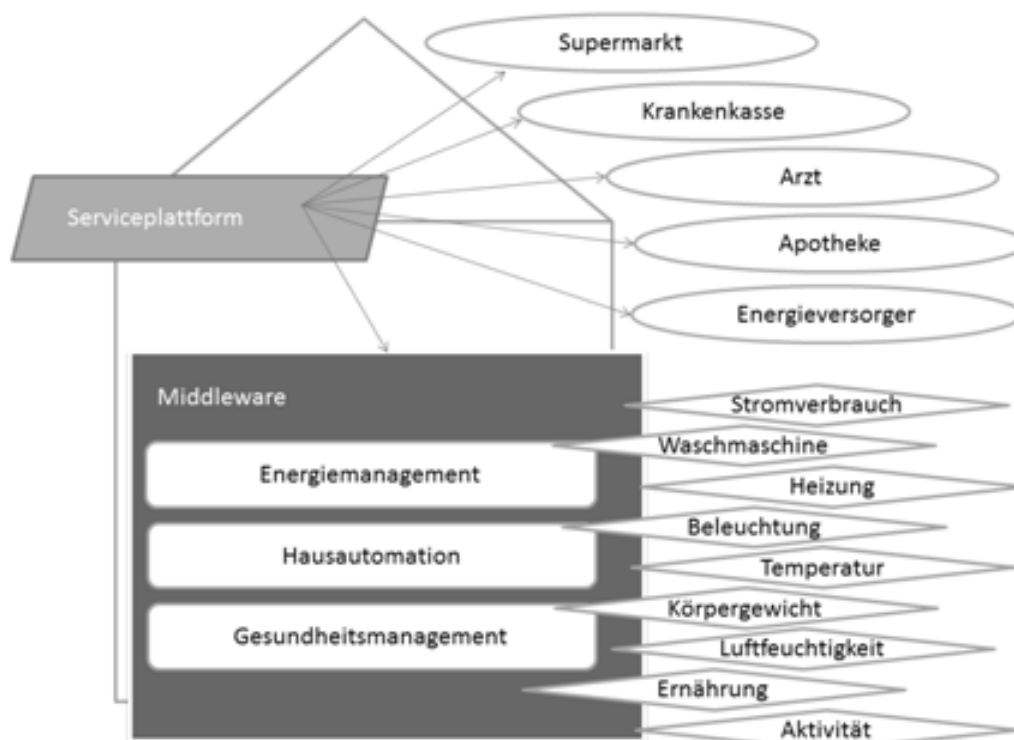 Supermarkt
Krankenkasse
Arzt
Serviceplattform
Apotheke
Energieversorger
Middleware
Stromverbrauch
Waschmaschine
Energiemanagement
Heizung
Beleuchtung
Hausautomation
Temperatur
Körpergewicht
Gesundheitsmanagement
Luftfeuchtigkeit
Ernährung
Aktivität